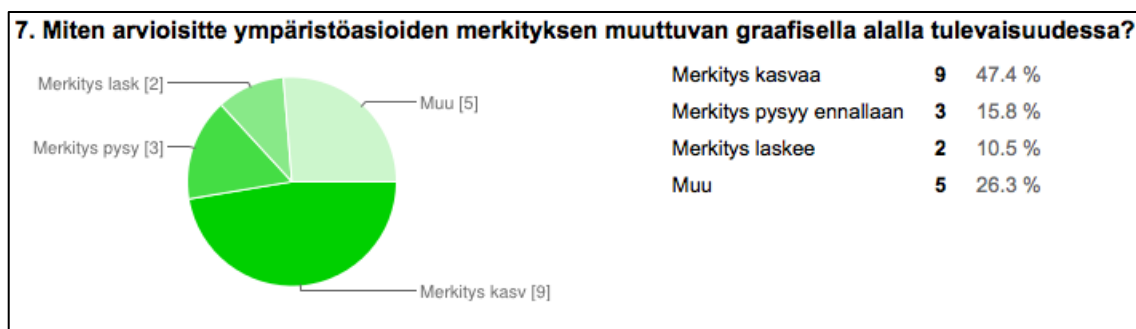 7. Miten arvioisitte ympäristöasioiden merkityksen muuttuvan graafisella alalla tulevaisuudessa?
Merkitys lask [2]
Muu [5]
Merkitys pysy [3]
Merkitys kasv [9]
Merkitys kasvaa 9 47.4 %
Merkitys pysyy ennallaan 3 15.8 %
Merkitys laskee 2 10.5 %
Muu 5 26.3 %